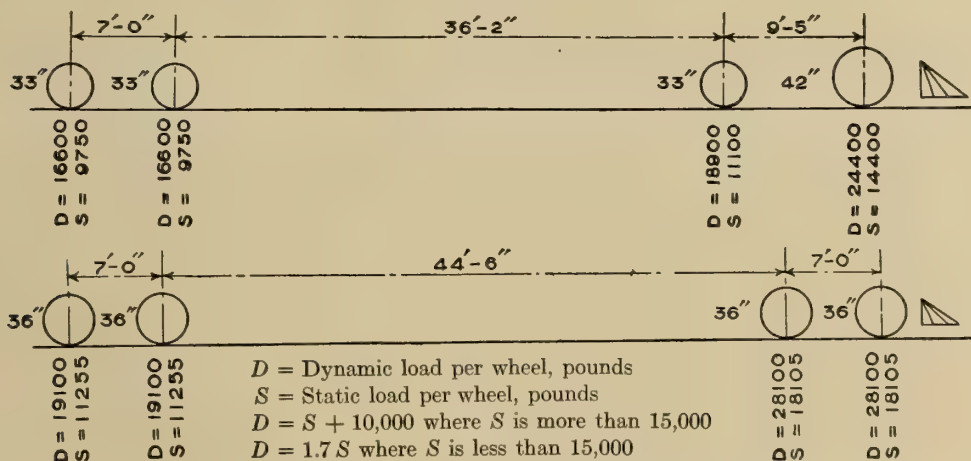 7'-0" 36'-2" 9'-5"
33" 33" 33" 42"
D = 16600
S = 9750
D = 16600
S = 9750
D = 18900
S = 11100
D = 24400
S = 14400
7'-0" 44'-6" 7'-0"
36" 36" 36" 36"
D = 19100
S = 11255
D = 19100
S = 11255
D = Dynamic load per wheel, pounds
S = Static load per wheel, pounds
D = S + 10,000 where S is more than 15,000
D = 1.7 S where S is less than 15,000
D = 28100
S = 18105
D = 28100
S = 18105